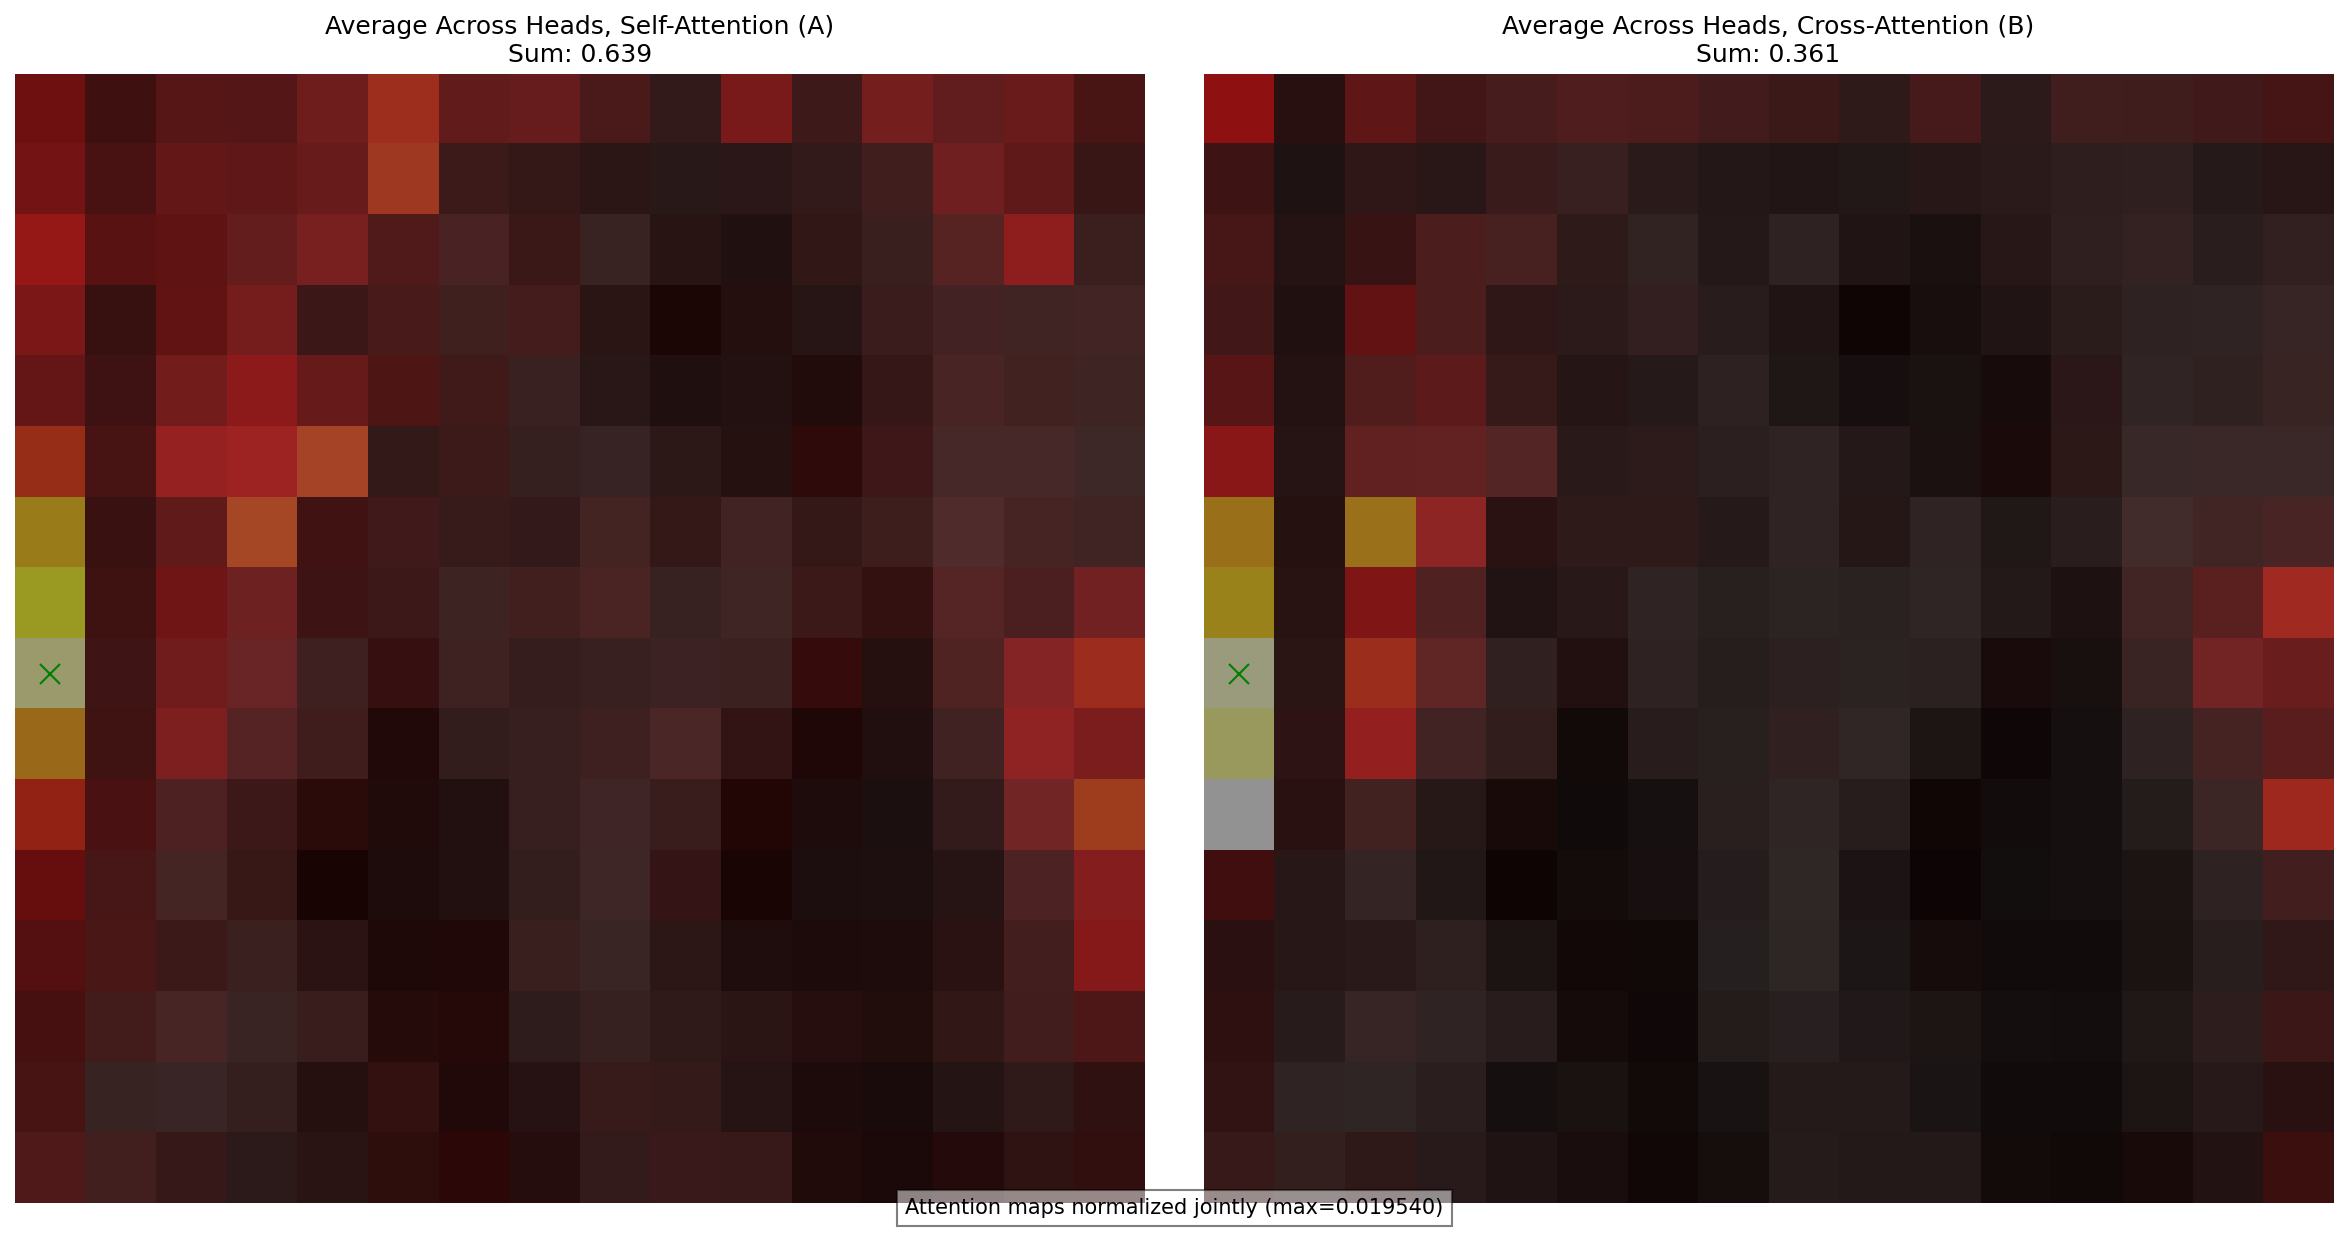 Average Across Heads, Self-Attention (A)
Sum: 0.639
Average Across Heads, Cross-Attention (B)
Sum: 0.361
Attention maps normalized jointly (max=0.019540)